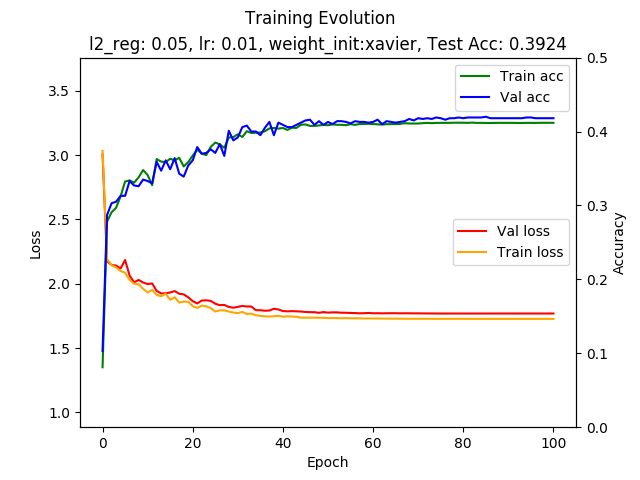 Training Evolution
l2_reg: 0.05, lr: 0.01, weight_init:xavier, Test Acc: 0.3924
Train acc
Val acc
Val loss
Train loss
Loss
3.5
3.0
2.5
2.0
1.5
1.0
0.5
0.4
0.3
0.2
0.1
0.0
Accuracy
0
20
40
60
80
100
Epoch